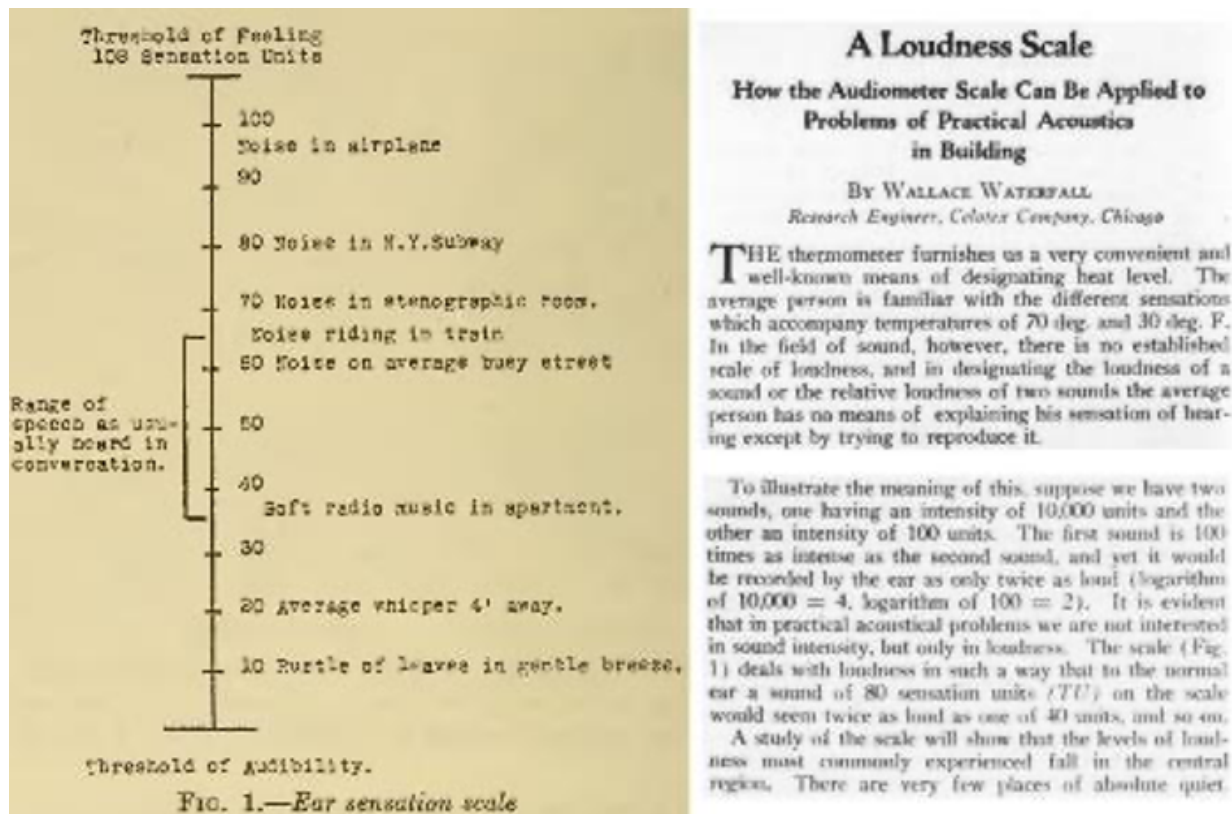 Threshold of Feeling
108 Sensation Units
100
Noise in airplane
90
80 Noise in N.Y.Subway
70 Noise in stenographic room.
Noise riding in train
60 Noise on average busy street
Range of
speech as usu-
ally heard in
conversation.
50
40
Soft radio music in apartment.
30
20 Average whisper 4' away.
10 Rustle of leaves in gentle breeze.
Threshold of Audibility.
FIG. 1.—Ear sensation scale
A Loudness Scale
How the Audiometer Scale Can Be Applied to
Problems of Practical Acoustics
in Building
BY WALLACE WATERFALL
Research Engineer, Celotex Company, Chicago
THE thermometer furnishes us a very convenient and
well-known means of designating heat level. The
average person is familiar with the different sensations
which accompany temperatures of 70 deg. and 30 deg. F.
In the field of sound, however, there is no established
scale of loudness, and in designating the loudness of a
sound or the relative loudness of two sounds the average
person has no means of explaining his sensation of hear-
ing except by trying to reproduce it.
To illustrate the meaning of this, suppose we have two
sounds, one having an intensity of 10,000 units and the
other an intensity of 100 units. The first sound is 100
times as intense as the second sound, and yet it would
be recorded by the ear as only twice as loud (logarithm
of 10,000 = 4, logarithm of 100 = 2). It is evident
that in practical acoustical problems we are not interested
in sound intensity, but only in loudness. The scale (Fig.
1) deals with loudness in such a way that to the normal
ear a sound of 80 sensation units (TU) on the scale
would seem twice as loud as one of 40 units, and so on.
A study of the scale will show that the levels of loud-
ness most commonly experienced fall in the central
region. There are very few places of absolute quiet